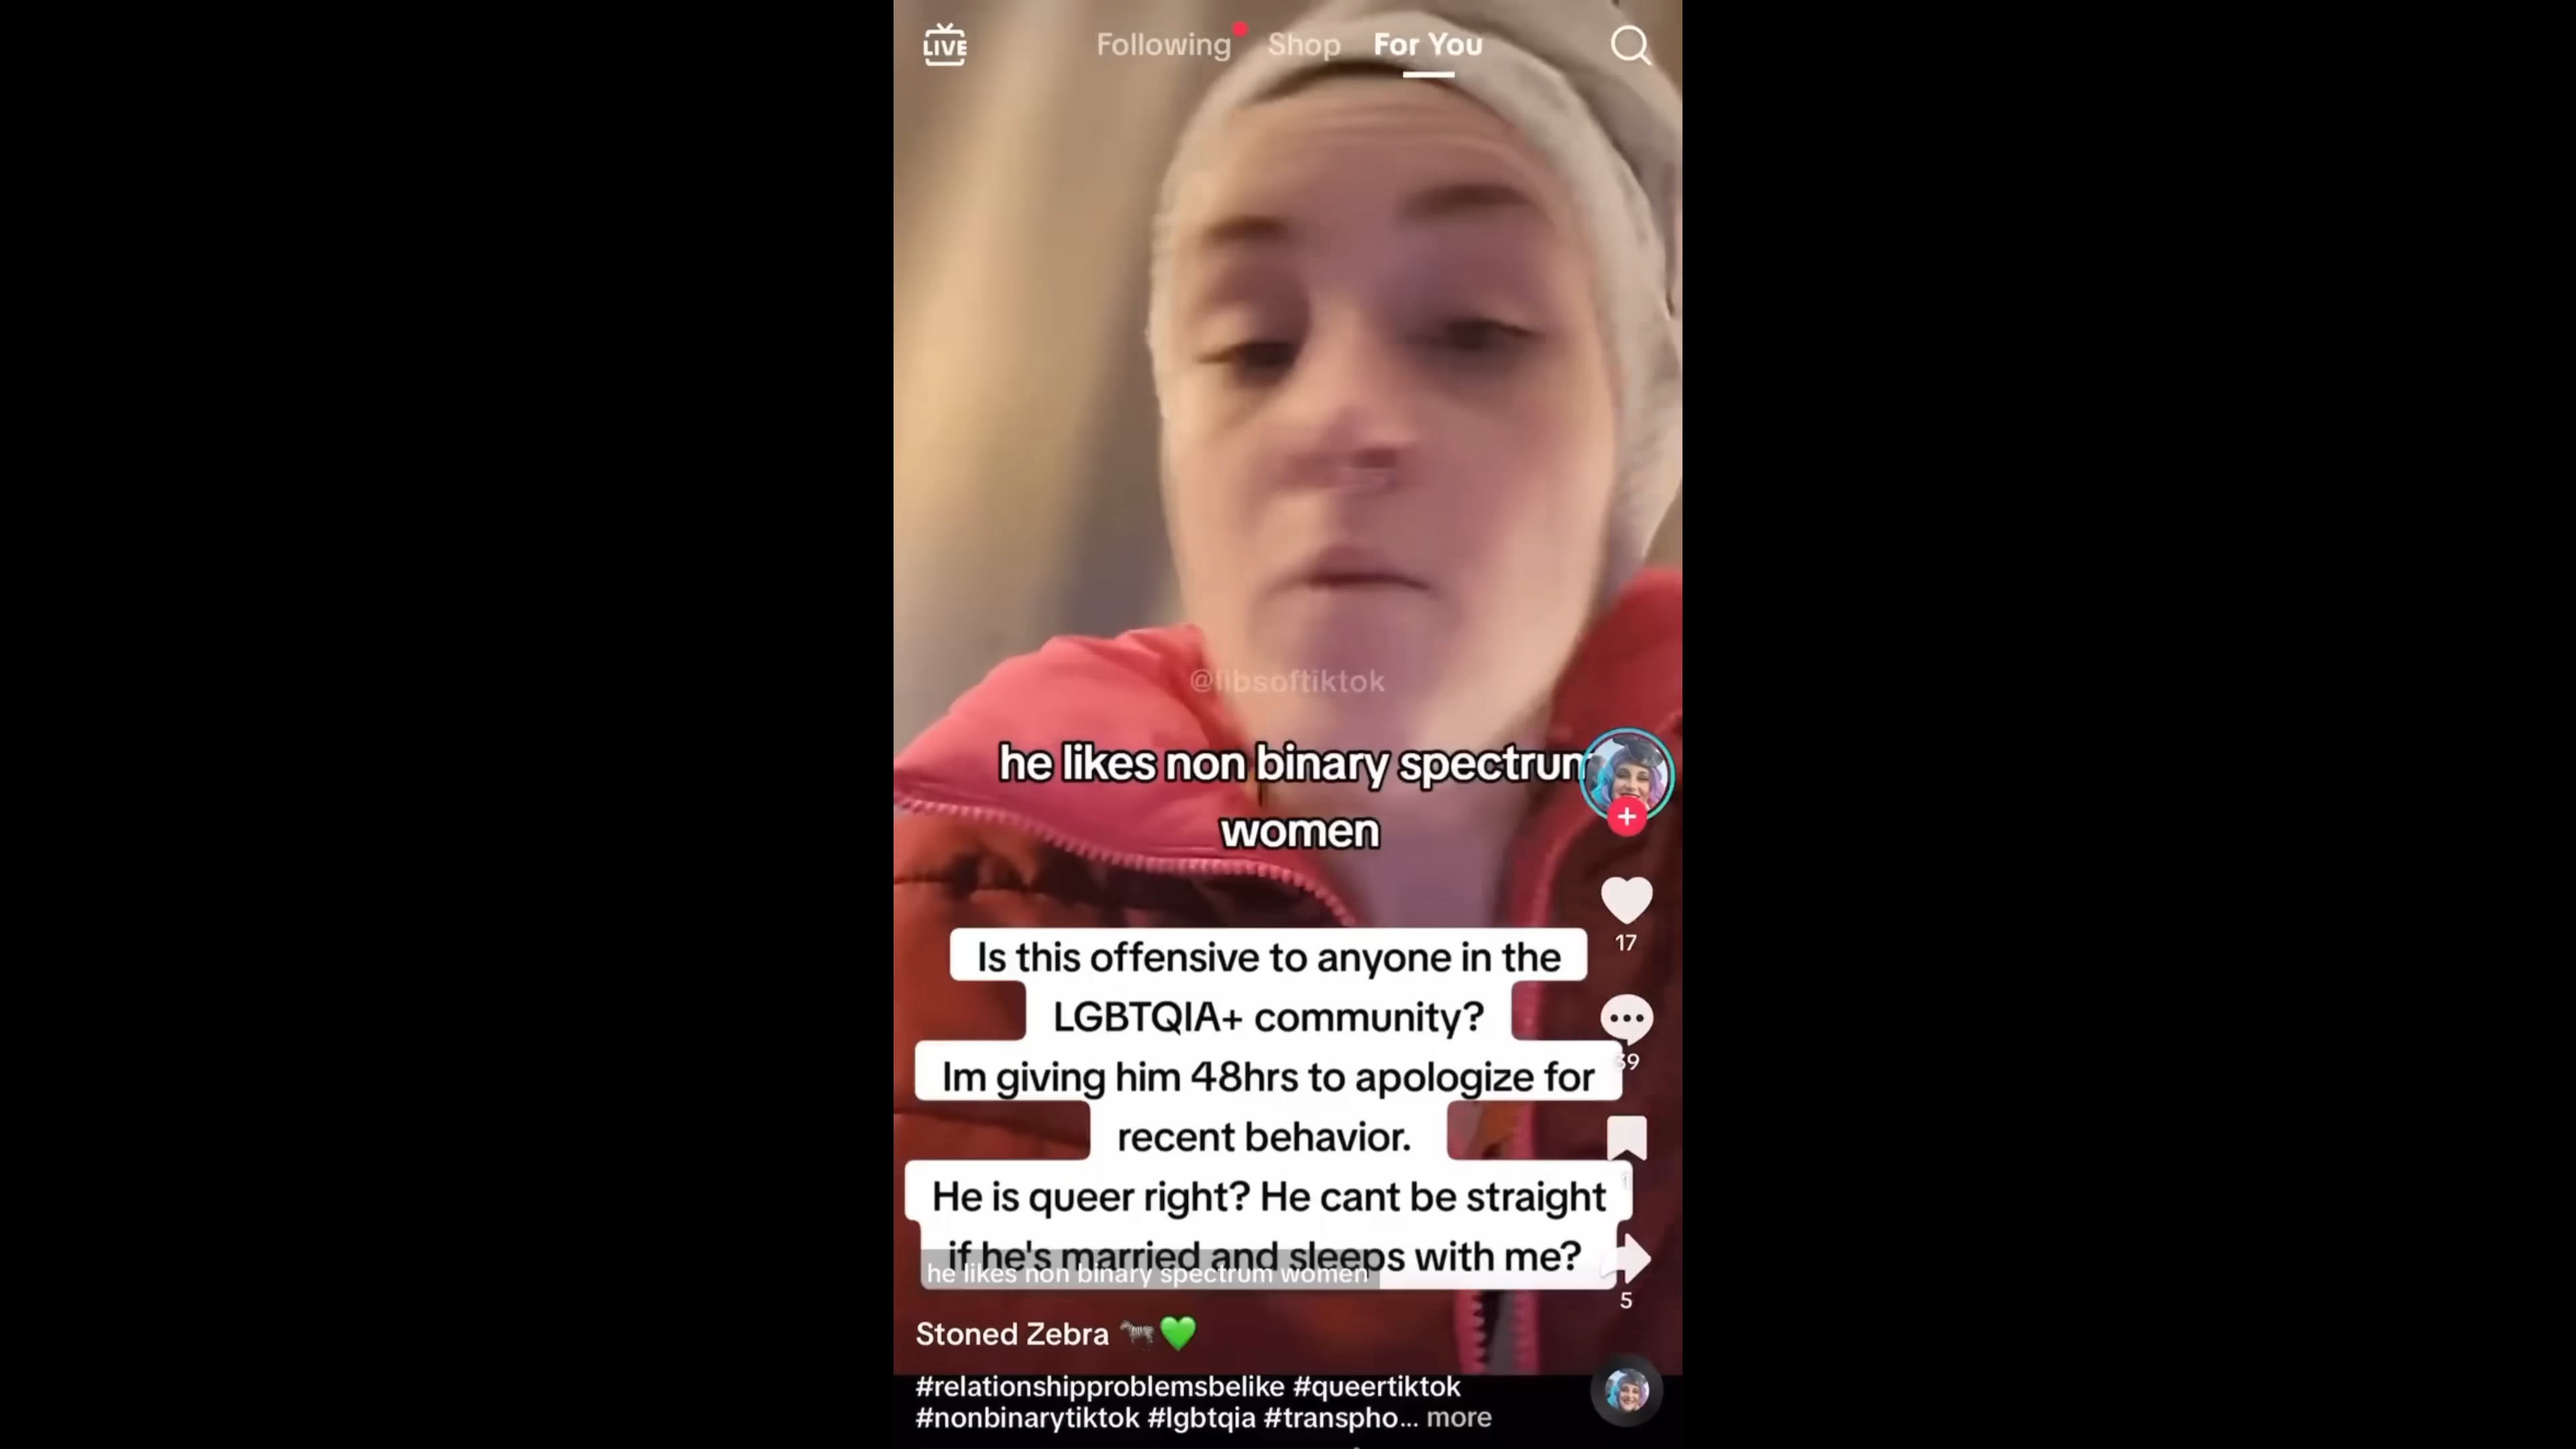 LIVE
Following Shop For You
@libsoftiktok
he likes non binary spectrum
women
17
Is this offensive to anyone in the
LGBTQIA+ community?
Im giving him 48hrs to apologize for
39
recent behavior.
He is queer right? He cant be straight
if he's married and sleeps with me?
he likes non binary spectrum women
5
Stoned Zebra 🦓💚
#relationshipproblemsbelike #queertiktok
#nonbinarytiktok #lgbtqia #transpho... more